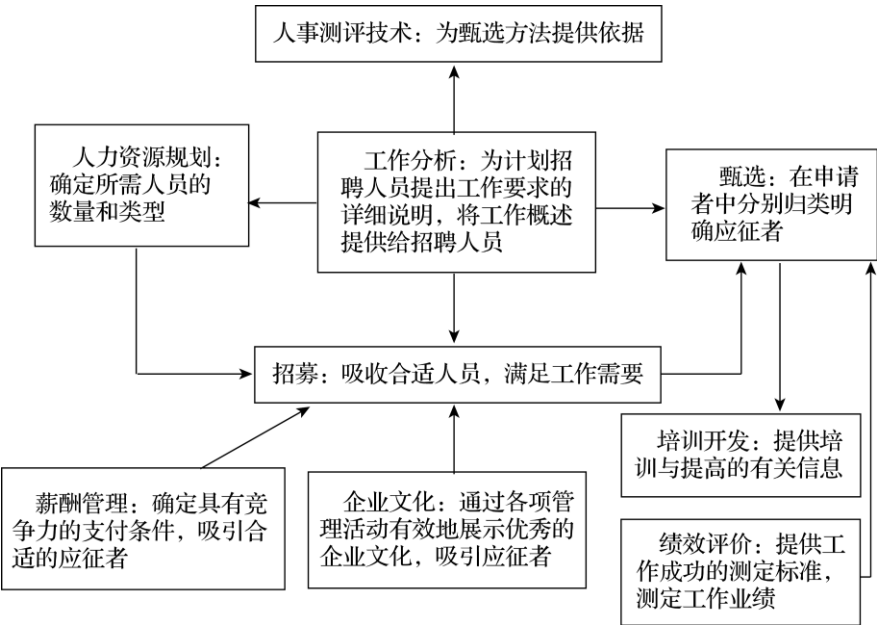 人事测评技术：为甄选方法提供依据
人力资源规划：
确定所需人员的
数量和类型
工作分析：为计划招
聘人员提出工作要求的
详细说明，将工作概述
提供给招聘人员
甄选：在申请
者中分别归类明
确应征者
招募：吸收合适人员，满足工作需要
培训开发：提供培
训与提高的有关信息
薪酬管理：确定具有竞
争力的支付条件，吸引合
适的应征者
企业文化：通过各项管
理活动有效地展示优秀的
企业文化，吸引应征者
绩效评价：提供工
作成功的测定标准，
测定工作业绩